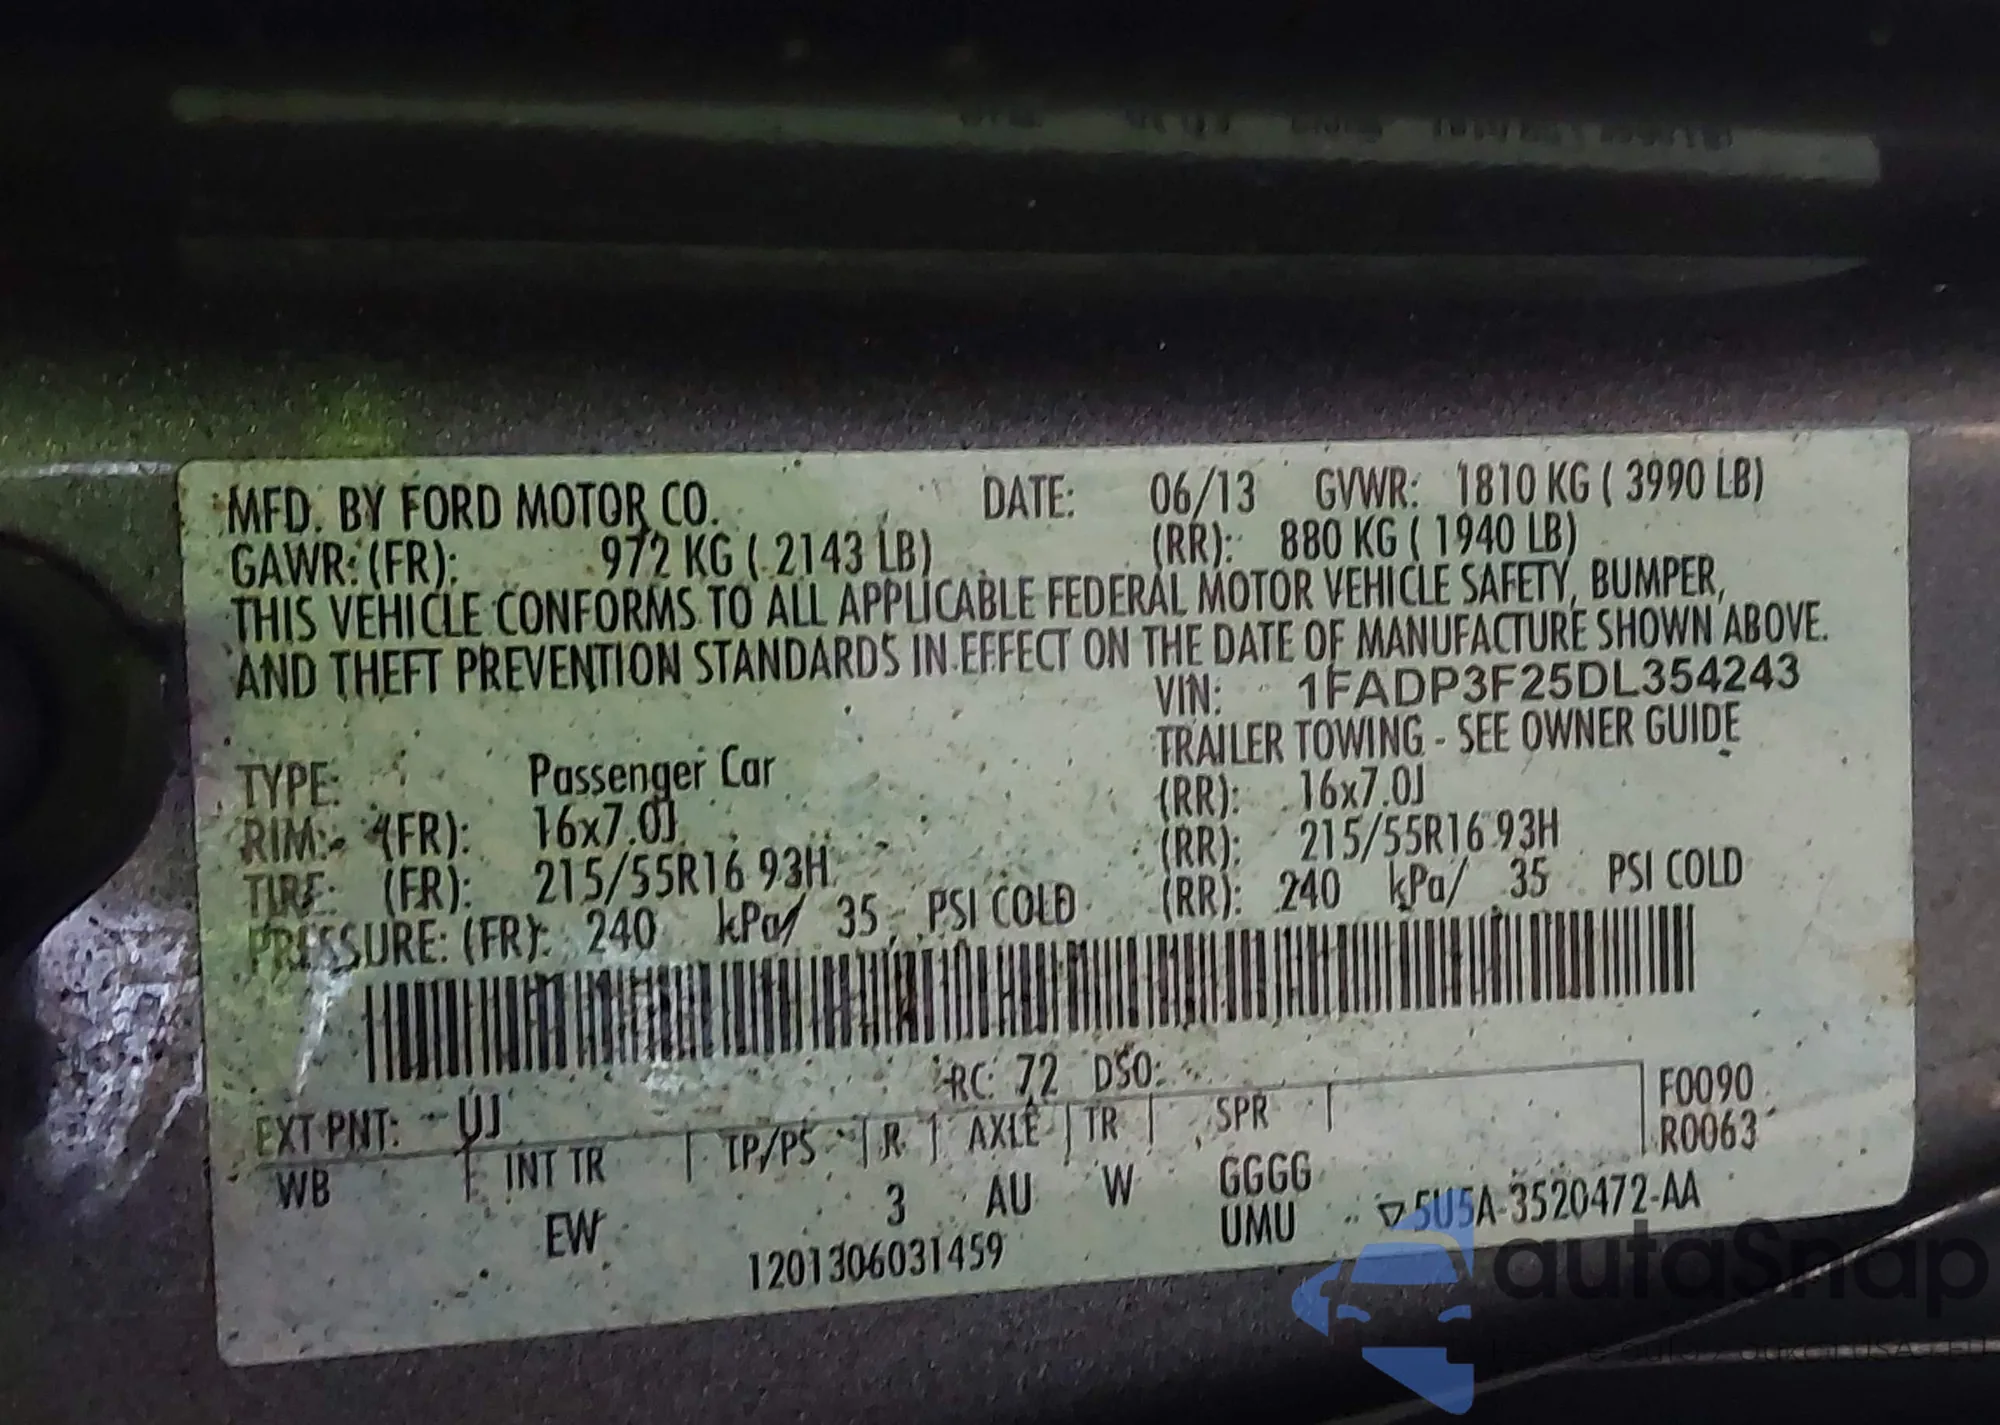 MFD. BY FORD MOTOR CO. DATE: 06/13 GVWR: 1810 KG ( 3990 LB)
GAWR: (FR): 972 KG ( 2143 LB) (RR): 880 KG ( 1940 LB)
THIS VEHICLE CONFORMS TO ALL APPLICABLE FEDERAL MOTOR VEHICLE SAFETY, BUMPER,
AND THEFT PREVENTION STANDARDS IN EFFECT ON THE DATE OF MANUFACTURE SHOWN ABOVE.
VIN: 1FADP3F25DL354243
TRAILER TOWING - SEE OWNER GUIDE
TYPE: Passenger Car
RIM: (FR): 16x7.0J (RR): 16x7.0J
TIRE: (FR): 215/55R16 93H (RR): 215/55R16 93H
PRESSURE: (FR): 240 kPa/ 35 PSI COLD (RR): 240 kPa/ 35 PSI COLD
RC: 72 DSO:
EXT PNT: UJ F0090
WB INT TR TP/PS R AXLE TR SPR R0063
EW 3 AU W GGGG
1201306031459 UMU 5U5A-3520472-AA
autaSnap